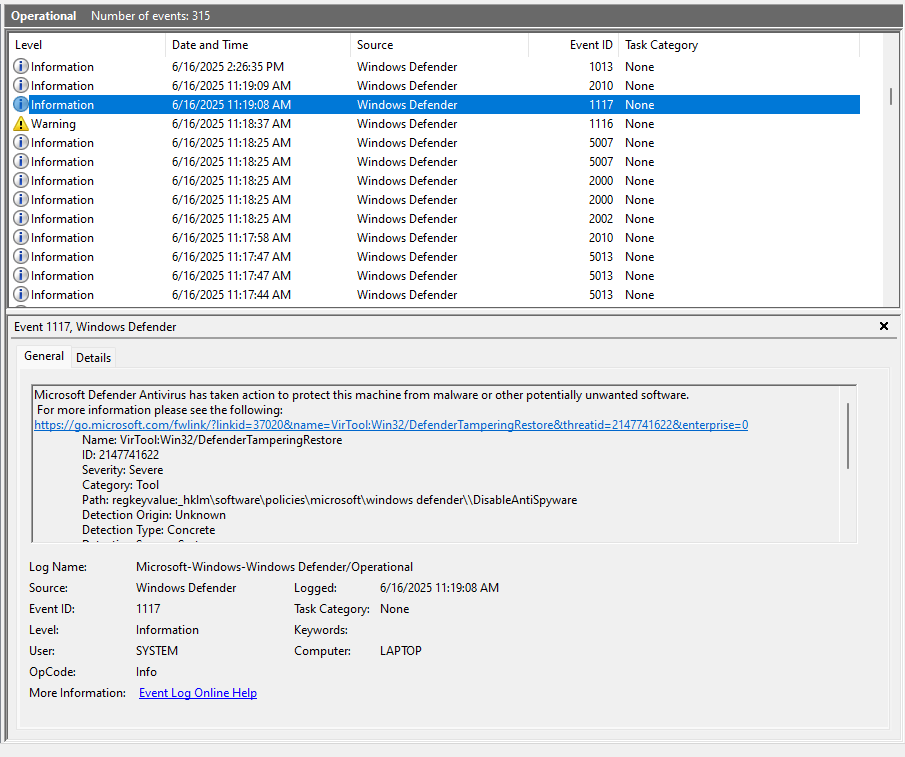 Operational Number of events: 315
Level Date and Time Source Event ID Task Category
Information 6/16/2025 2:26:35 PM Windows Defender 1013 None
Information 6/16/2025 11:19:09 AM Windows Defender 2010 None
Information 6/16/2025 11:19:08 AM Windows Defender 1117 None
Warning 6/16/2025 11:18:37 AM Windows Defender 1116 None
Information 6/16/2025 11:18:25 AM Windows Defender 5007 None
Information 6/16/2025 11:18:25 AM Windows Defender 5007 None
Information 6/16/2025 11:18:25 AM Windows Defender 2000 None
Information 6/16/2025 11:18:25 AM Windows Defender 2000 None
Information 6/16/2025 11:18:25 AM Windows Defender 2002 None
Information 6/16/2025 11:17:58 AM Windows Defender 2010 None
Information 6/16/2025 11:17:47 AM Windows Defender 5013 None
Information 6/16/2025 11:17:47 AM Windows Defender 5013 None
Information 6/16/2025 11:17:44 AM Windows Defender 5013 None
Event 1117, Windows Defender
General Details
Microsoft Defender Antivirus has taken action to protect this machine from malware or other potentially unwanted software.
For more information please see the following:
https://go.microsoft.com/fwlink/?linkid=37020&name=VirTool:Win32/DefenderTamperingRestore&threatid=2147741622&enterprise=0
Name: VirTool:Win32/DefenderTamperingRestore
ID: 2147741622
Severity: Severe
Category: Tool
Path: regkeyvalue:_hklm\software\policies\microsoft\windows defender\\DisableAntiSpyware
Detection Origin: Unknown
Detection Type: Concrete
Log Name: Microsoft-Windows-Windows Defender/Operational
Source: Windows Defender Logged: 6/16/2025 11:19:08 AM
Event ID: 1117 Task Category: None
Level: Information Keywords:
User: SYSTEM Computer: LAPTOP
OpCode: Info
More Information: Event Log Online Help